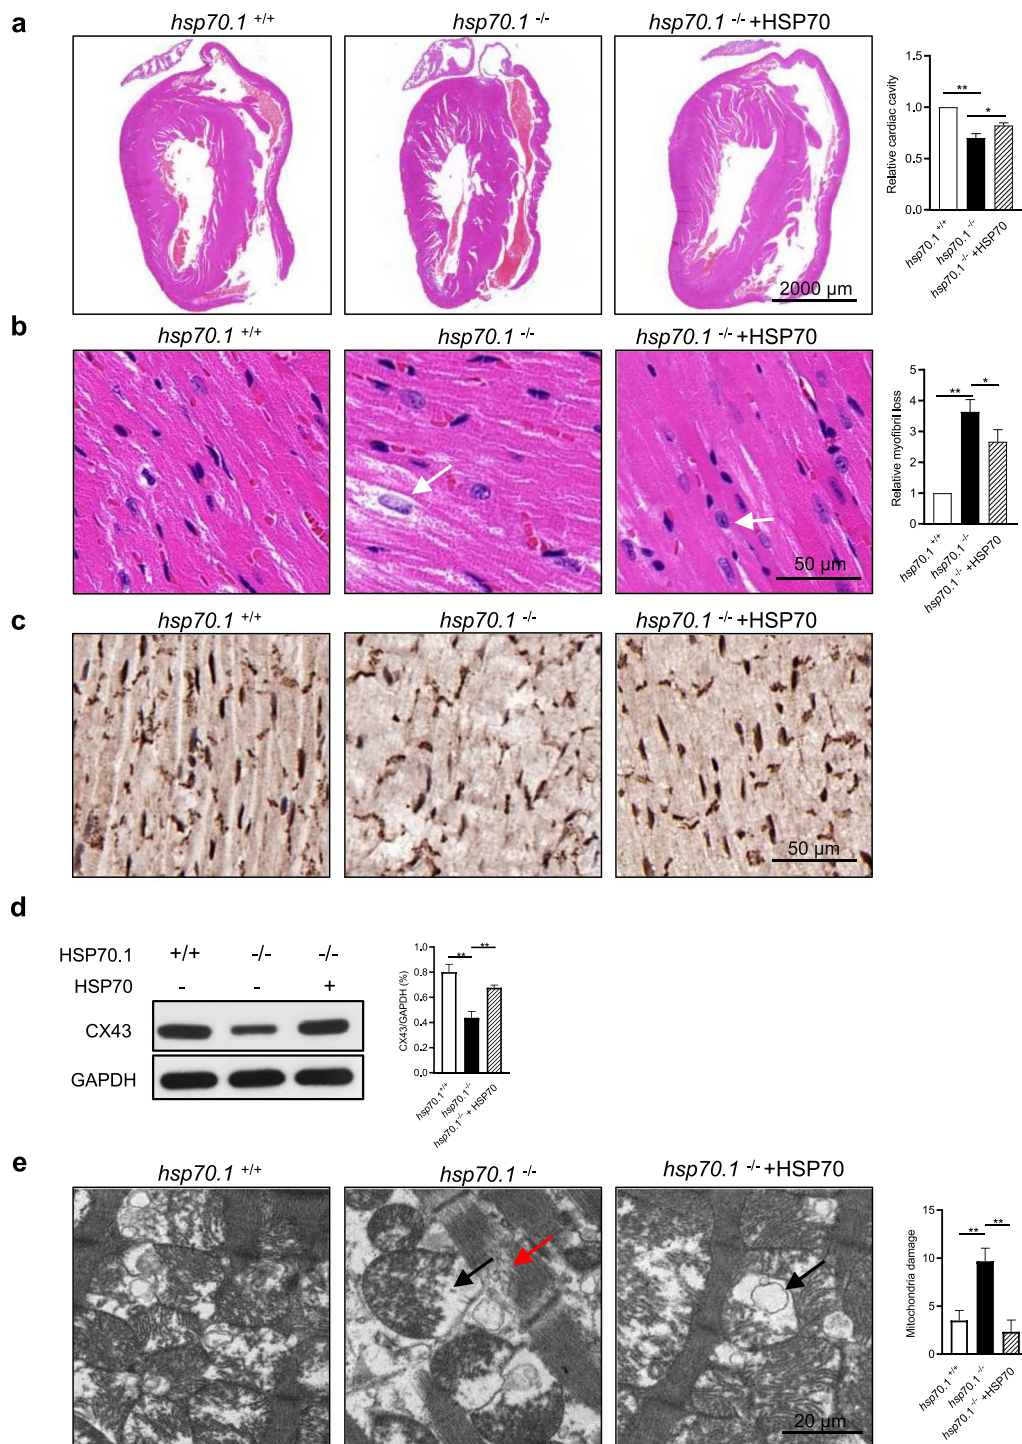 a
hsp70.1 +/+
hsp70.1 -/-
hsp70.1 -/- +HSP70
2000 µm
Relative cardiac cavity
1.5
1.0
0.5
0.0
**
*
hsp70.1 +/+
hsp70.1 -/-
hsp70.1 -/- +HSP70
b
hsp70.1 +/+
hsp70.1 -/-
hsp70.1 -/- +HSP70
50 µm
Relative myofibril loss
5
4
3
2
1
0
**
*
hsp70.1 +/+
hsp70.1 -/-
hsp70.1 -/- +HSP70
c
hsp70.1 +/+
hsp70.1 -/-
hsp70.1 -/- +HSP70
50 µm
d
HSP70.1 +/+ -/- -/-
HSP70 - - +
CX43
GAPDH
CX43/GAPDH (%)
1.0
0.8
0.6
0.4
0.2
0.0
**
**
hsp70.1+/+
hsp70.1-/-
hsp70.1-/- + HSP70
e
hsp70.1 +/+
hsp70.1 -/-
hsp70.1 -/- +HSP70
20 µm
Mitochondria damage
15
10
5
0
**
**
hsp70.1 +/+
hsp70.1 -/-
hsp70.1 -/- +HSP70